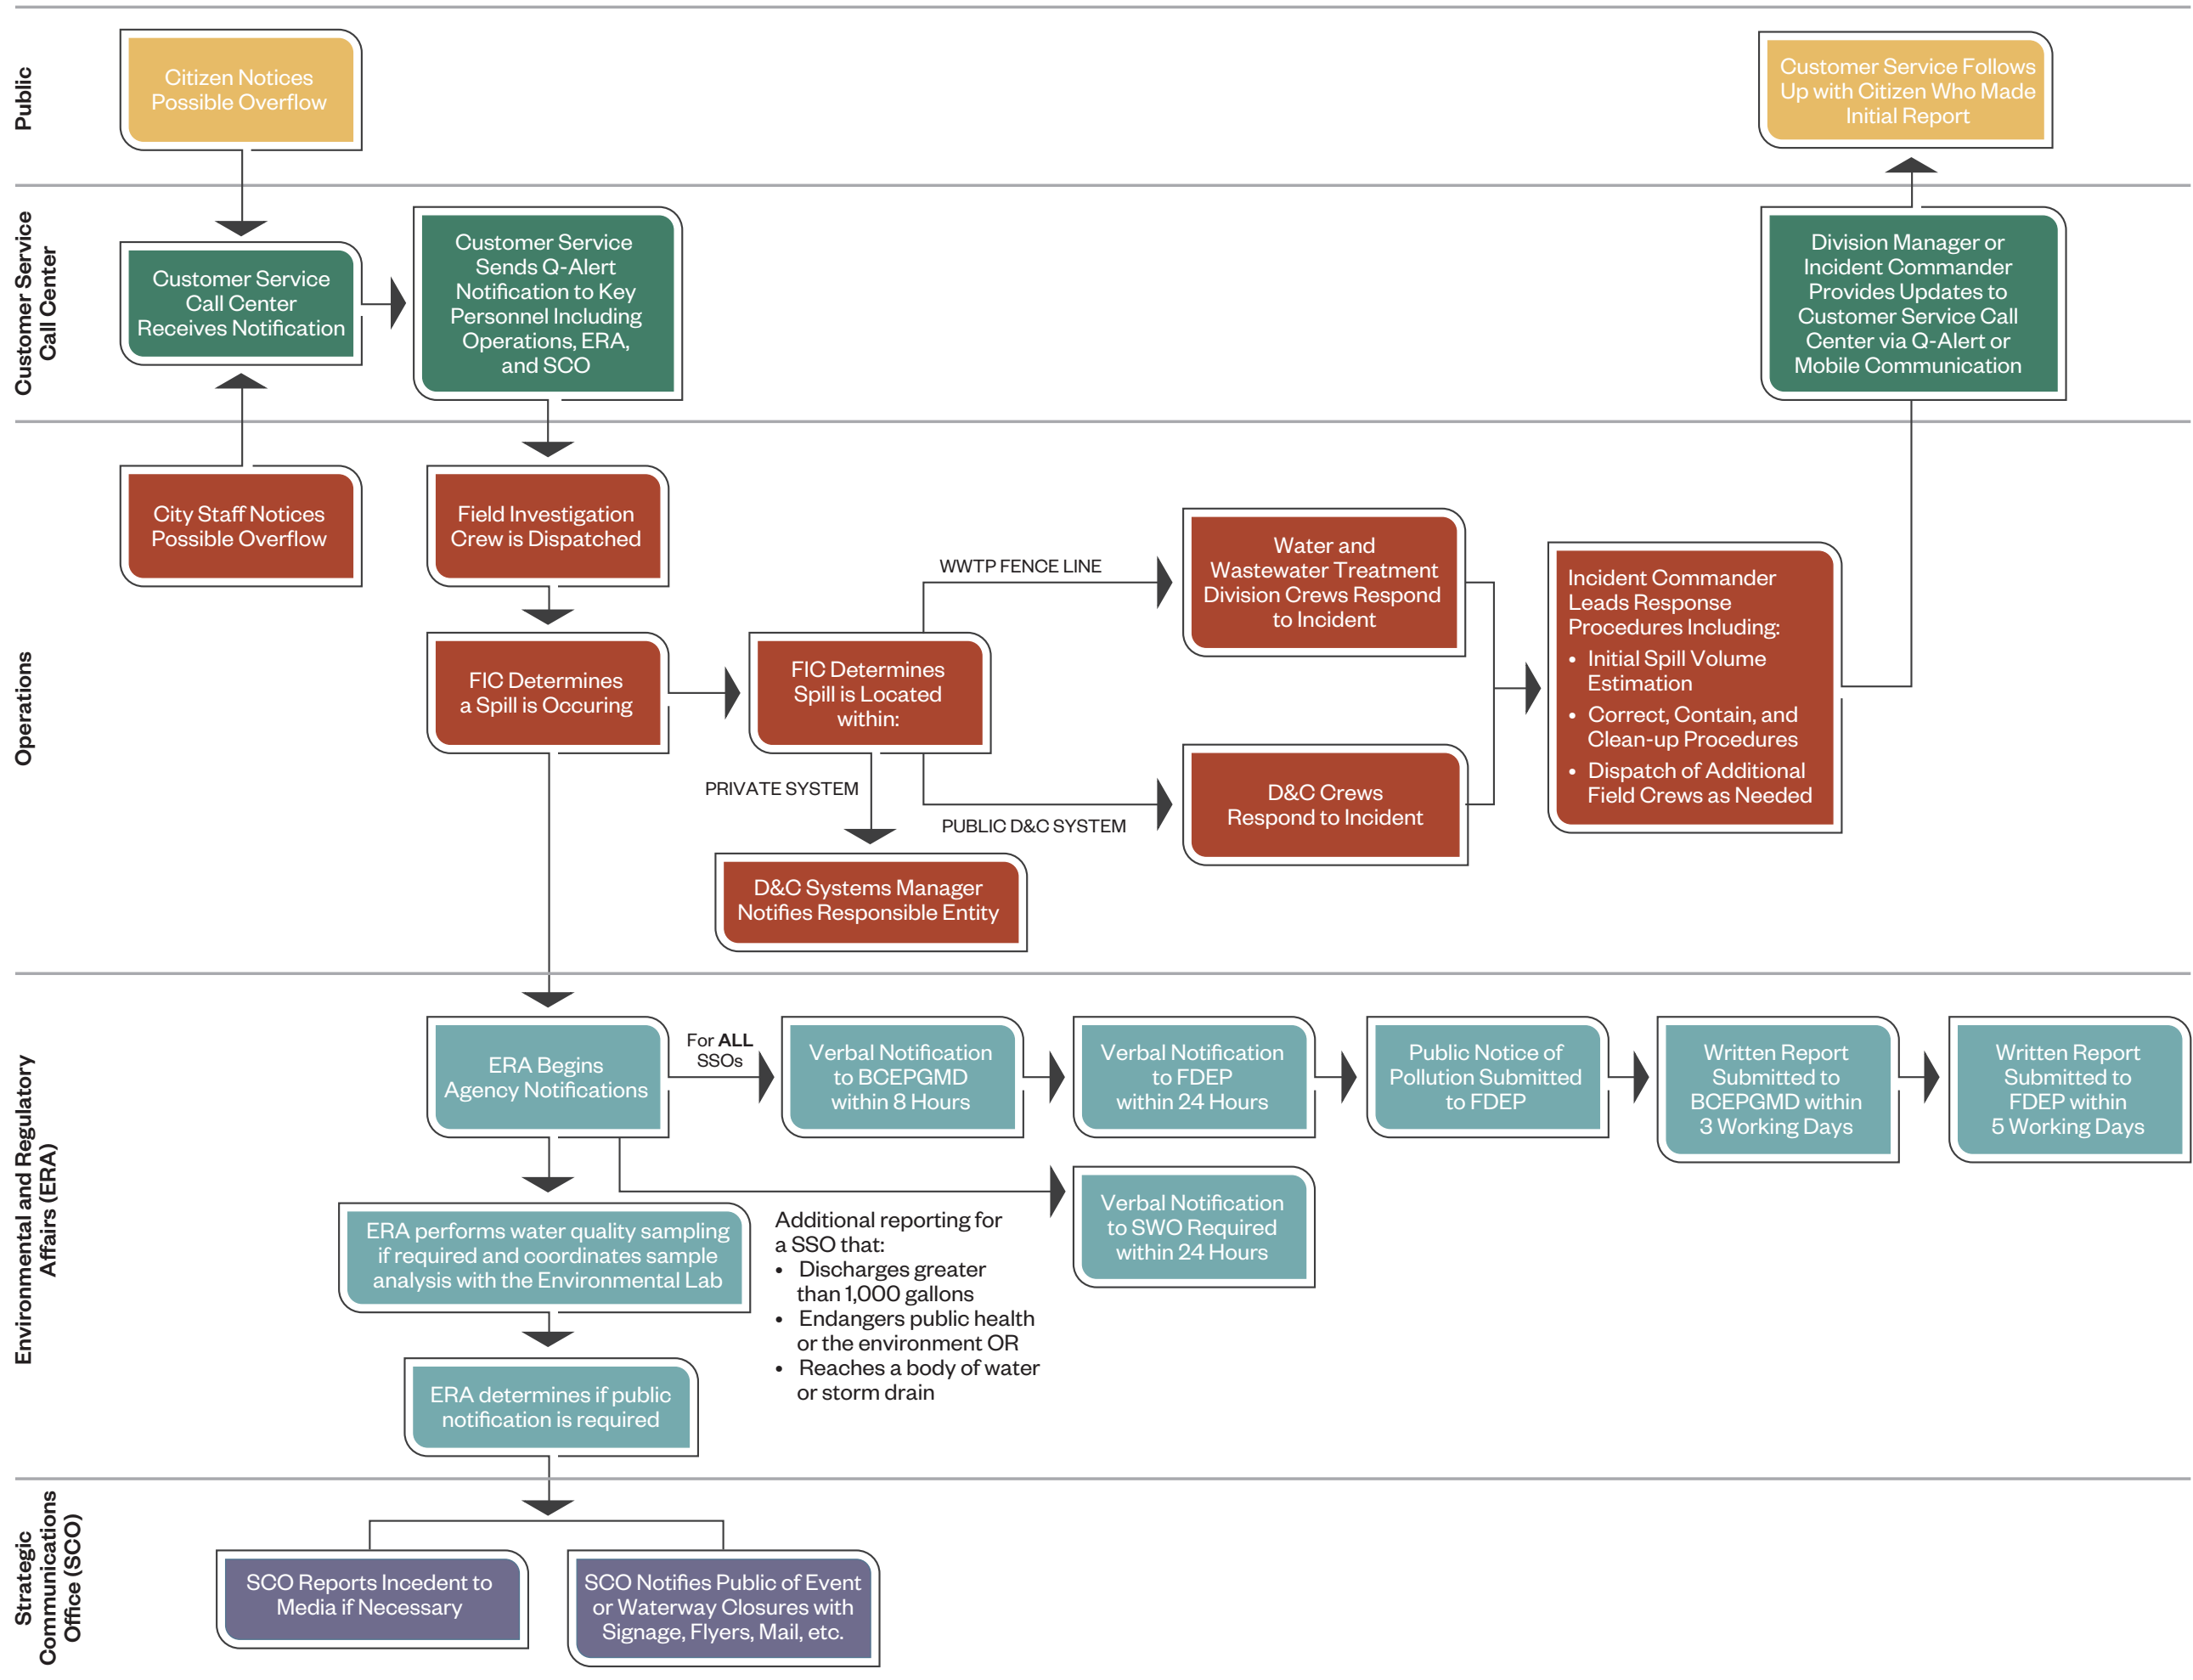 Public
Citizen Notices
Possible Overflow
Customer Service Follows
Up with Citizen Who Made
Initial Report
Customer Service
Call Center
Customer Service
Call Center
Receives Notification
Customer Service
Sends Q-Alert
Notification to Key
Personnel Including
Operations, ERA,
and SCO
Division Manager or
Incident Commander
Provides Updates to
Customer Service Call
Center via Q-Alert or
Mobile Communication
Operations
City Staff Notices
Possible Overflow
Field Investigation
Crew is Dispatched
FIC Determines
a Spill is Occuring
FIC Determines
Spill is Located
within:
WWTP FENCE LINE
Water and
Wastewater Treatment
Division Crews Respond
to Incident
PRIVATE SYSTEM
PUBLIC D&C SYSTEM
D&C Crews
Respond to Incident
D&C Systems Manager
Notifies Responsible Entity
Incident Commander
Leads Response
Procedures Including:
• Initial Spill Volume
Estimation
• Correct, Contain, and
Clean-up Procedures
• Dispatch of Additional
Field Crews as Needed
Environmental and Regulatory
Affairs (ERA)
ERA Begins
Agency Notifications
For ALL
SSOs
Verbal Notification
to BCEPGMD
within 8 Hours
Verbal Notification
to FDEP
within 24 Hours
Public Notice of
Pollution Submitted
to FDEP
Written Report
Submitted to
BCEPGMD within
3 Working Days
Written Report
Submitted to
FDEP within
5 Working Days
ERA performs water quality sampling
if required and coordinates sample
analysis with the Environmental Lab
Additional reporting for
a SSO that:
• Discharges greater
than 1,000 gallons
• Endangers public health
or the environment OR
• Reaches a body of water
or storm drain
Verbal Notification
to SWO Required
within 24 Hours
ERA determines if public
notification is required
Strategic
Communications
Office (SCO)
SCO Reports Incedent to
Media if Necessary
SCO Notifies Public of Event
or Waterway Closures with
Signage, Flyers, Mail, etc.